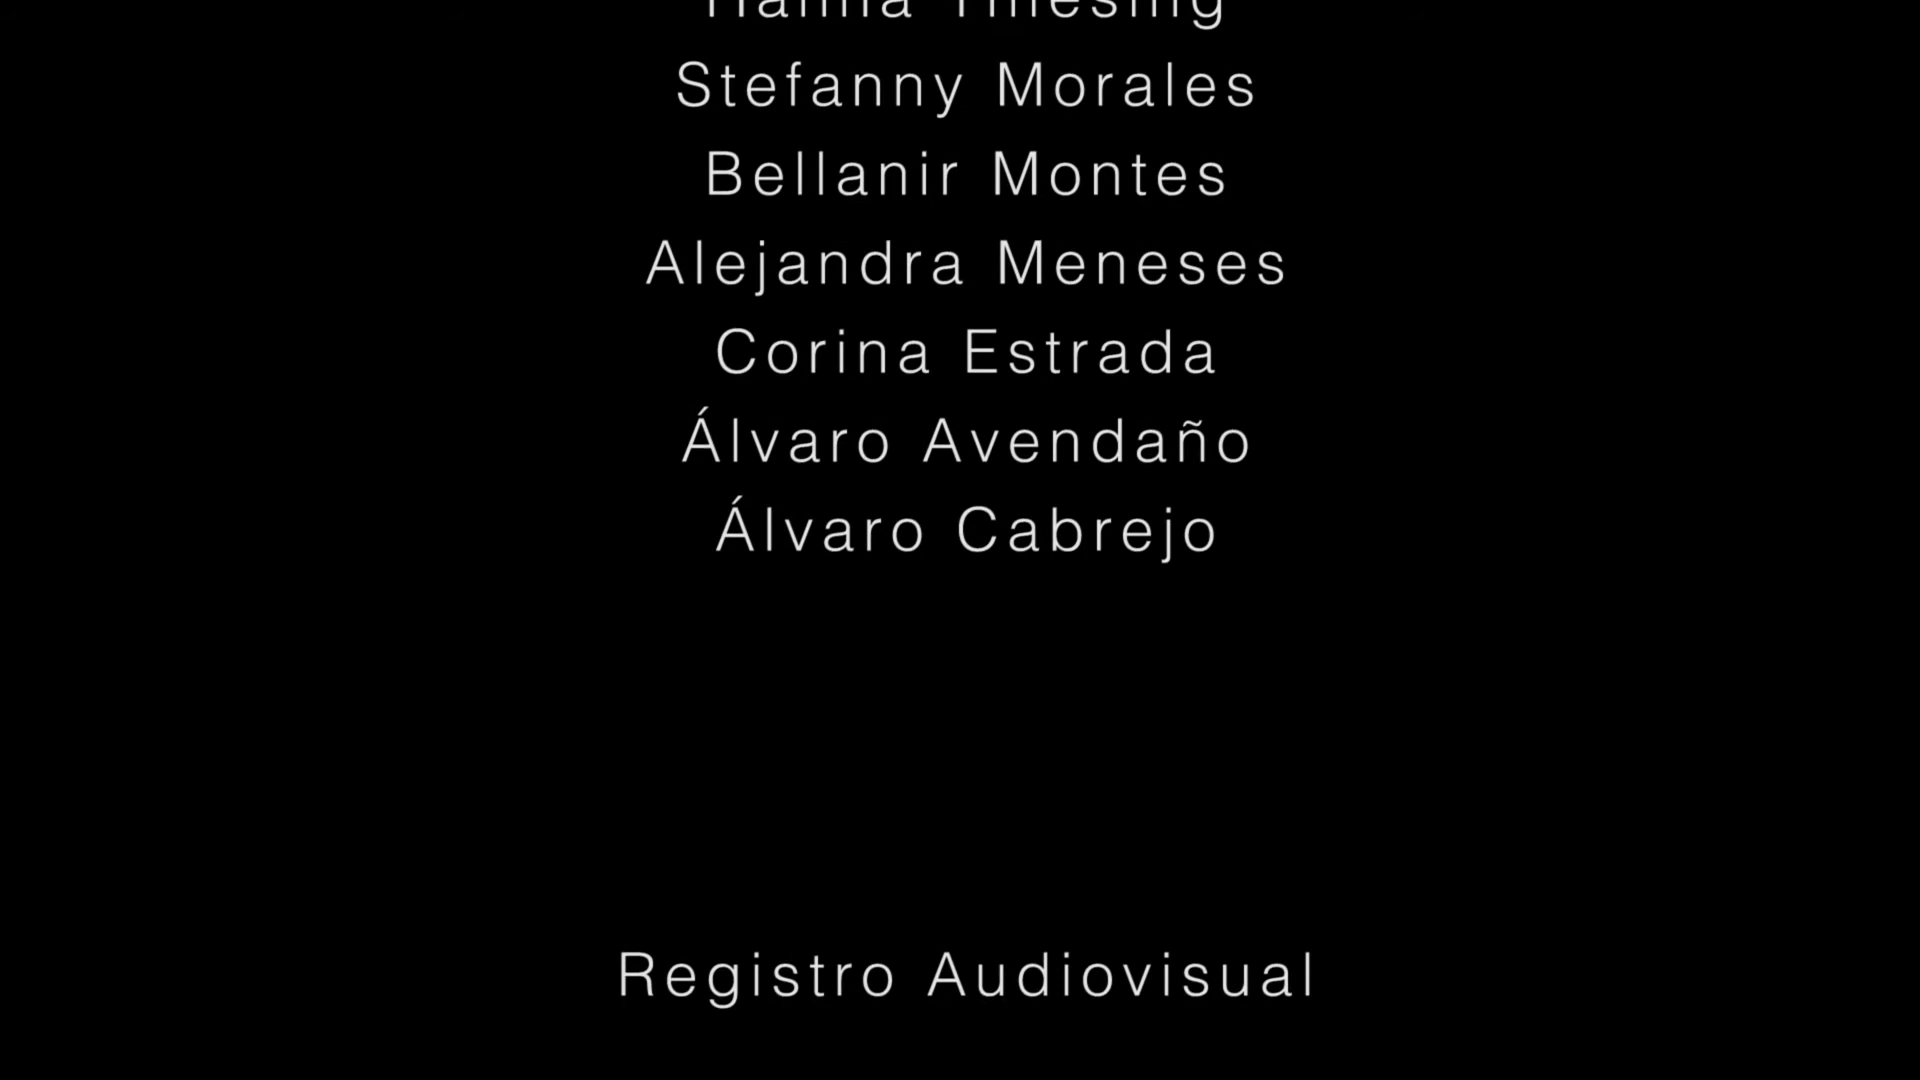 Stefanny Morales
Bellanir Montes
Alejandra Meneses
Corina Estrada
Álvaro Avendaño
Álvaro Cabrejo
Registro Audiovisual